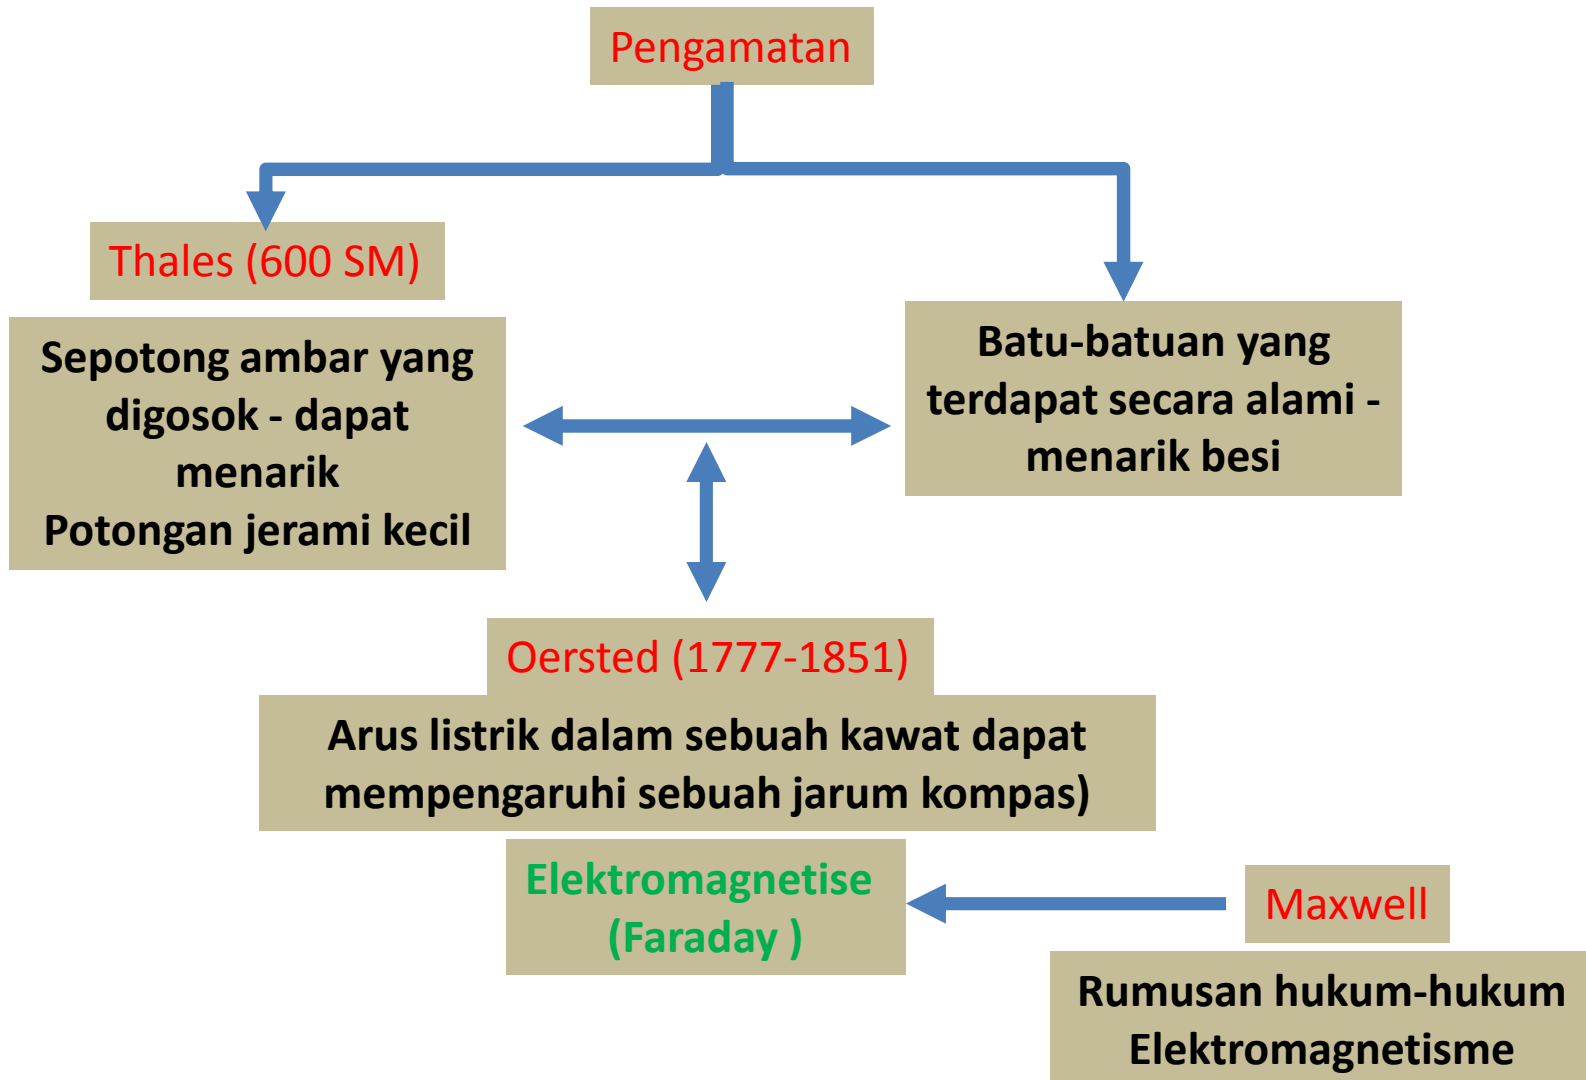 Pengamatan
Thales (600 SM)
Sepotong ambar yang
digosok - dapat
menarik
Potongan jerami kecil
Batu-batuan yang
terdapat secara alami -
menarik besi
Oersted (1777-1851)
Arus listrik dalam sebuah kawat dapat
mempengaruhi sebuah jarum kompas)
Elektromagnetise
(Faraday )
Maxwell
Rumusan hukum-hukum
Elektromagnetisme